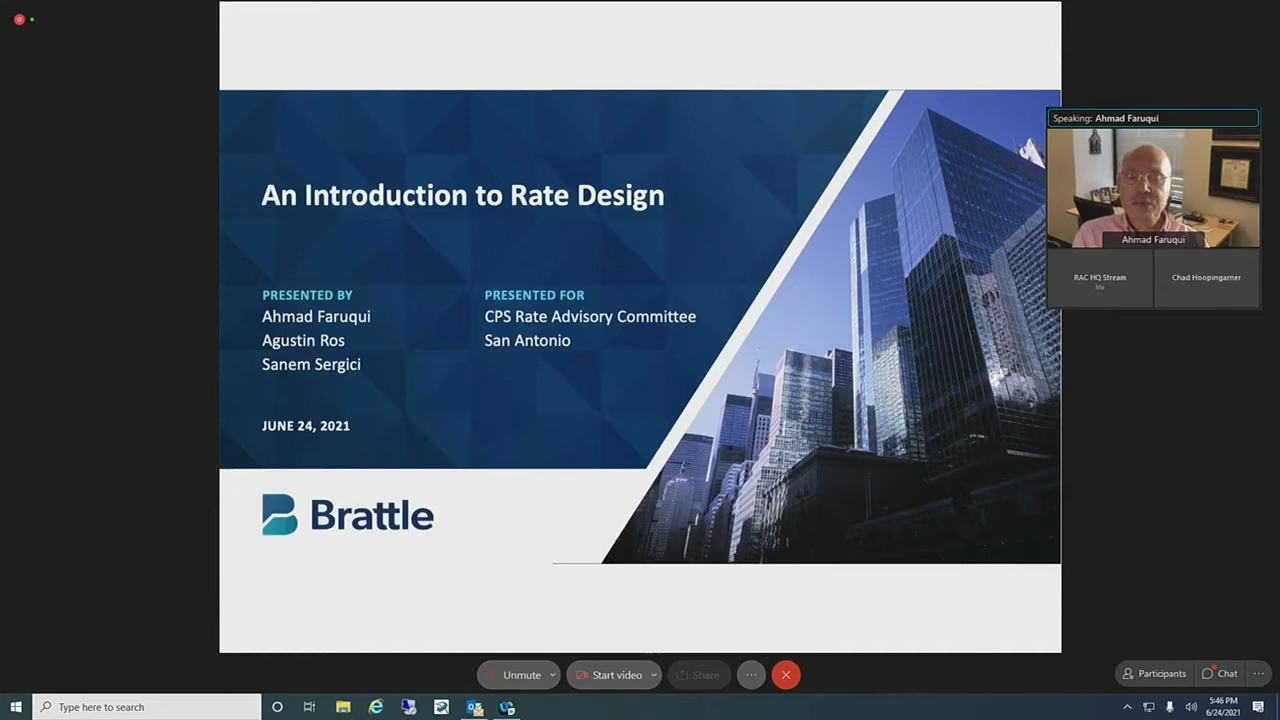 An Introduction to Rate Design
PRESENTED BY
Ahmad Faruqui
Agustin Ros
Sanem Sergici
PRESENTED FOR
CPS Rate Advisory Committee
San Antonio
JUNE 24, 2021
Brattle
Speaking: Ahmad Faruqui
Ahmad Faruqui
RAC HQ Stream
Me
Chad Hoopingarner
Unmute
Start video
Share
Participants
Chat
Type here to search
5:46 PM
6/24/2021